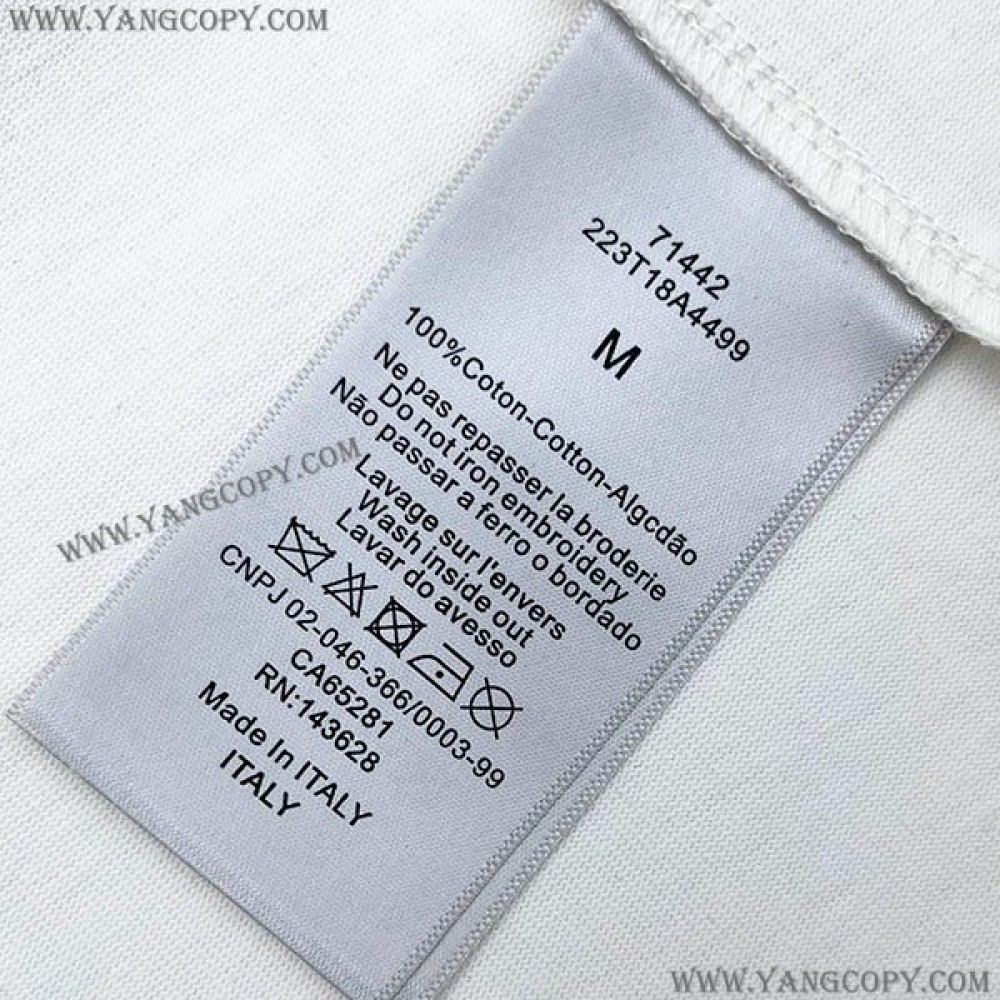 WWW.YANGCOPY.COM
71442
223T18A4499
M
100%Coton-Cotton-Algcdão
Ne pas repasser la broderie
Do not iron embroidery
Não passar a ferro o bordado
Lavage sur l'envers
Wash inside out
Lavar do avesso
WWW.YANGCOPY.COM
CNPJ 02-046-366/0003-99
CA65281
RN:143628
Made In ITALY
ITALY
WWW.YANGCOPY.COM